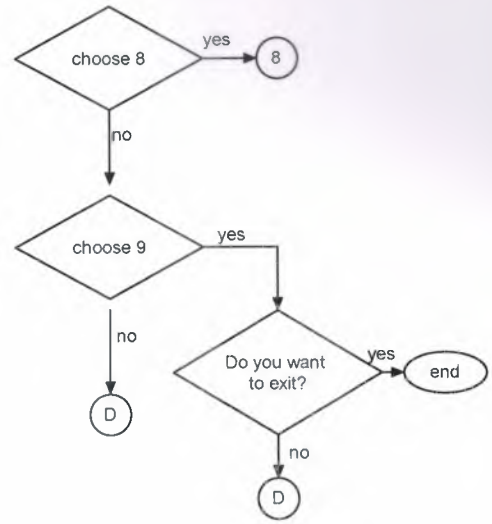 choose 8
yes
8
no
choose 9
yes
no
D
Do you want
to exit?
yes
end
no
D